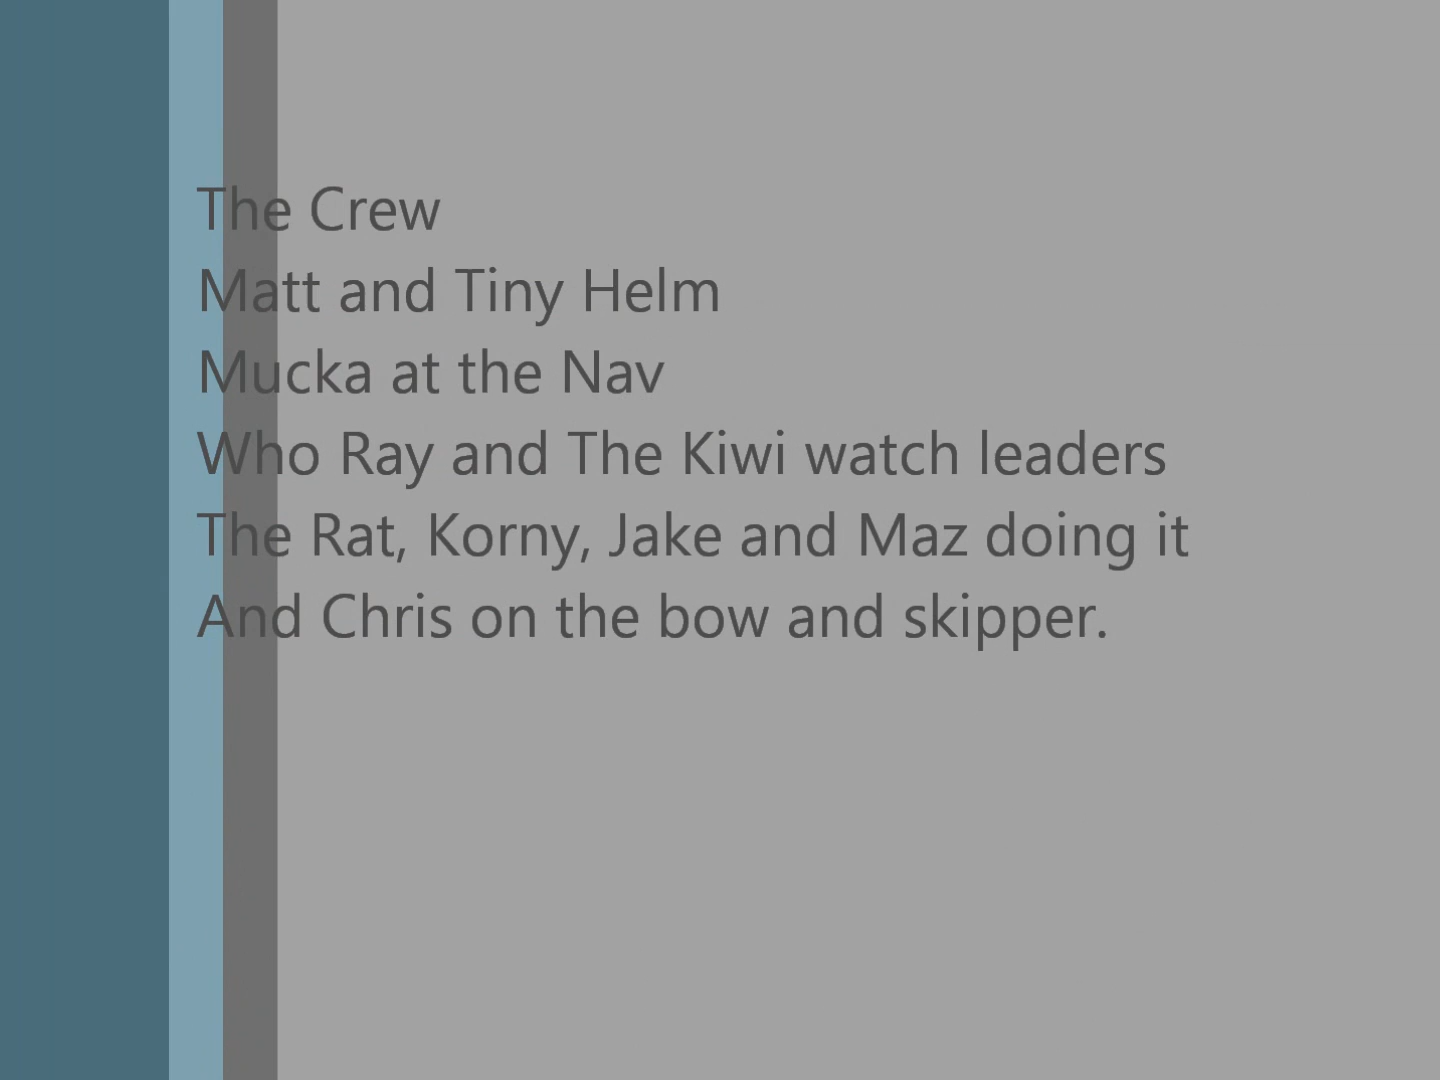 The Crew
Matt and Tiny Helm
Mucka at the Nav
Who Ray and The Kiwi watch leaders
The Rat, Korny, Jake and Maz doing it
And Chris on the bow and skipper.